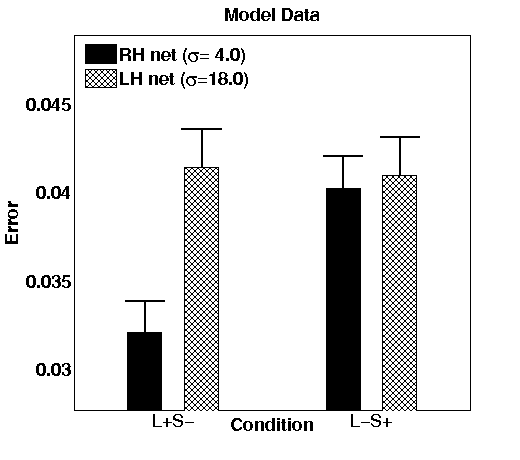 Model Data
RH net (σ= 4.0)
LH net (σ=18.0)
0.045
0.04
0.035
0.03
Error
L+S−
L−S+
Condition